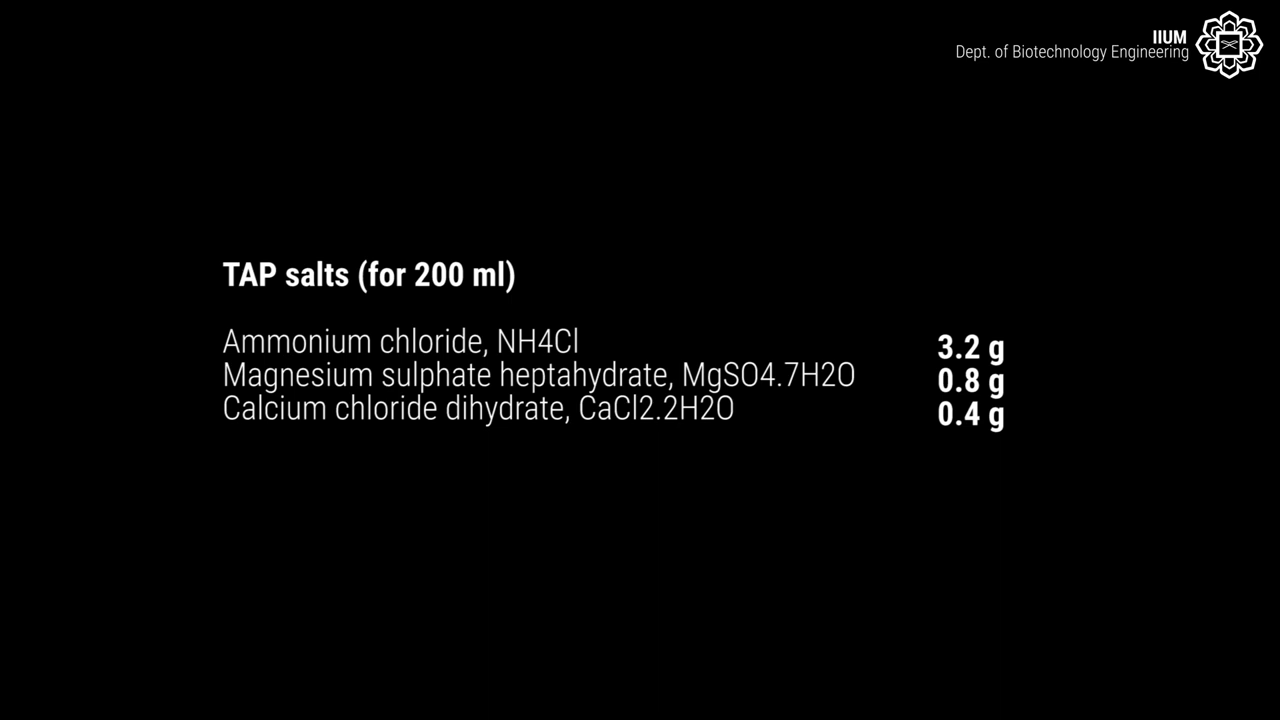 IIUM
Dept. of Biotechnology Engineering
TAP salts (for 200 ml)
Ammonium chloride, NH4Cl 3.2 g
Magnesium sulphate heptahydrate, MgSO4.7H2O 0.8 g
Calcium chloride dihydrate, CaCl2.2H2O 0.4 g